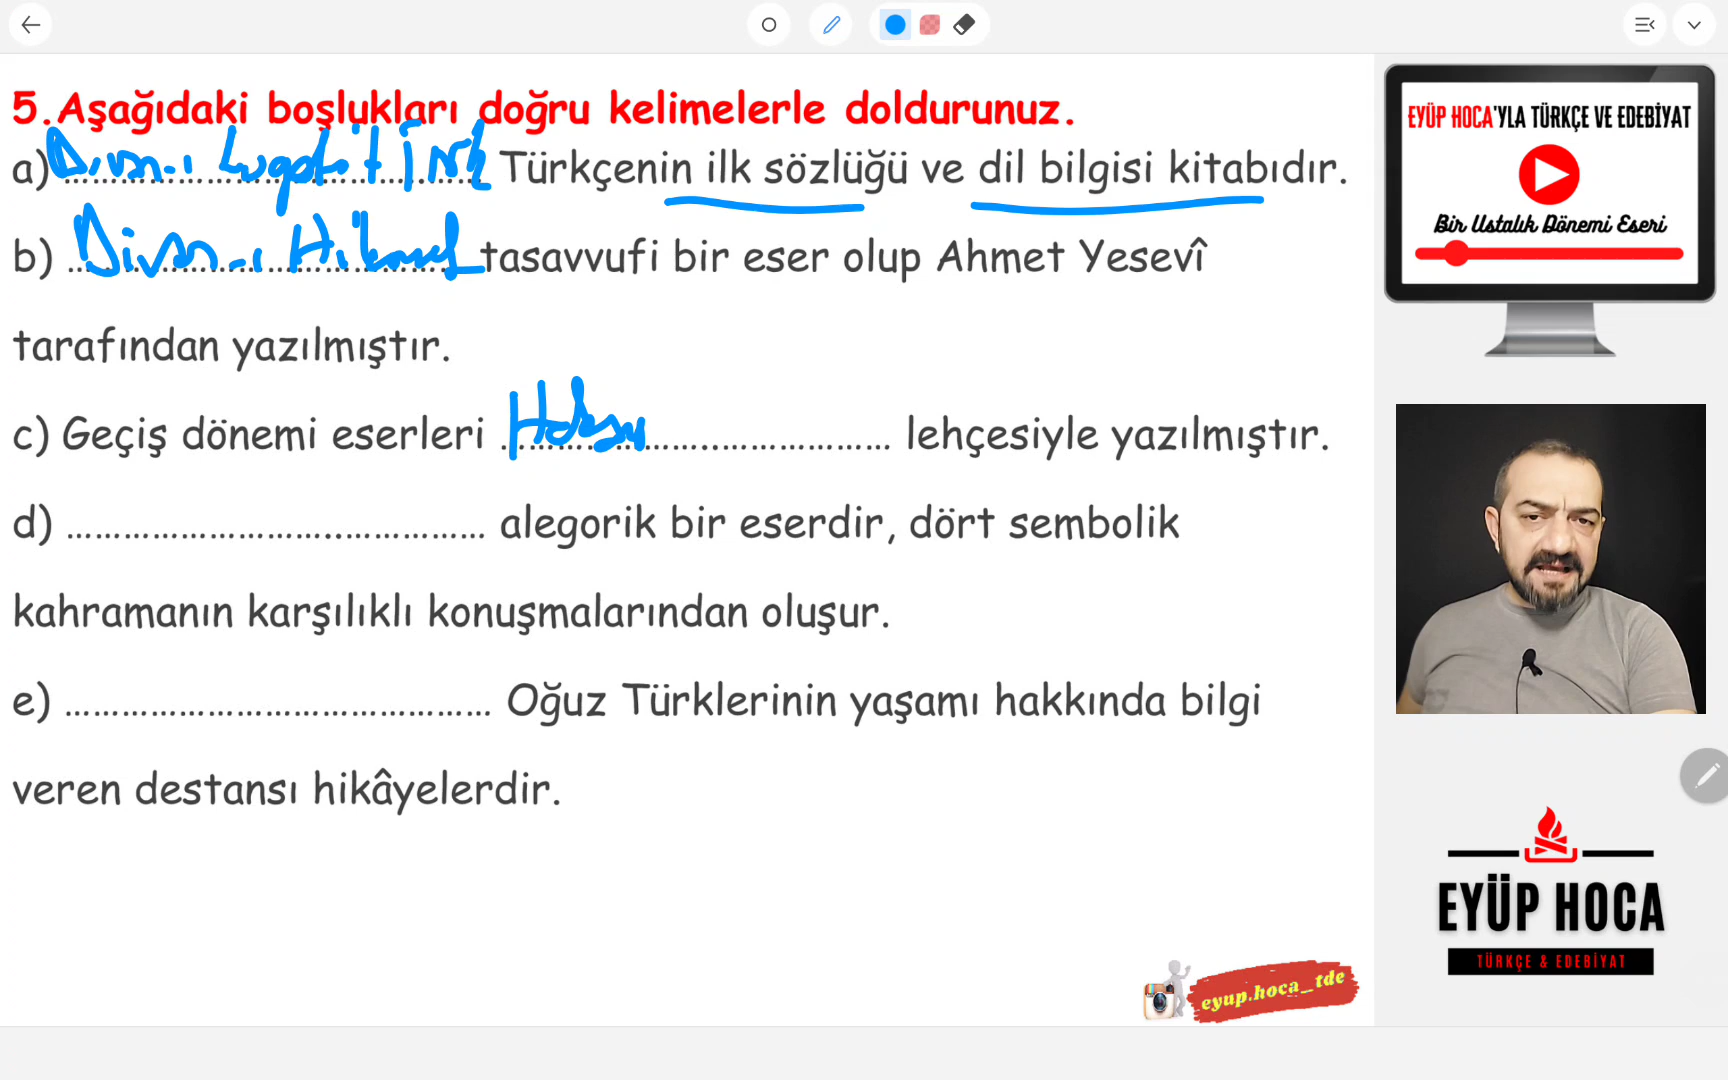 5.Aşağıdaki boşlukları doğru kelimelerle doldurunuz.
a) Divan-ı Lugati't Türk Türkçenin ilk sözlüğü ve dil bilgisi kitabıdır.
b) Divan-ı Hikmet tasavvufi bir eser olup Ahmet Yesevî
tarafından yazılmıştır.
c) Geçiş dönemi eserleri ........................................ lehçesiyle yazılmıştır.
d) ........................................ alegorik bir eserdir, dört sembolik
kahramanın karşılıklı konuşmalarından oluşur.
e) ........................................ Oğuz Türklerinin yaşamı hakkında bilgi
veren destansı hikâyelerdir.
EYÜP HOCA'YLA TÜRKÇE VE EDEBİYAT
Bir Ustalık Dönemi Eseri
EYÜP HOCA
TÜRKÇE & EDEBİYAT
eyup.hoca_tde